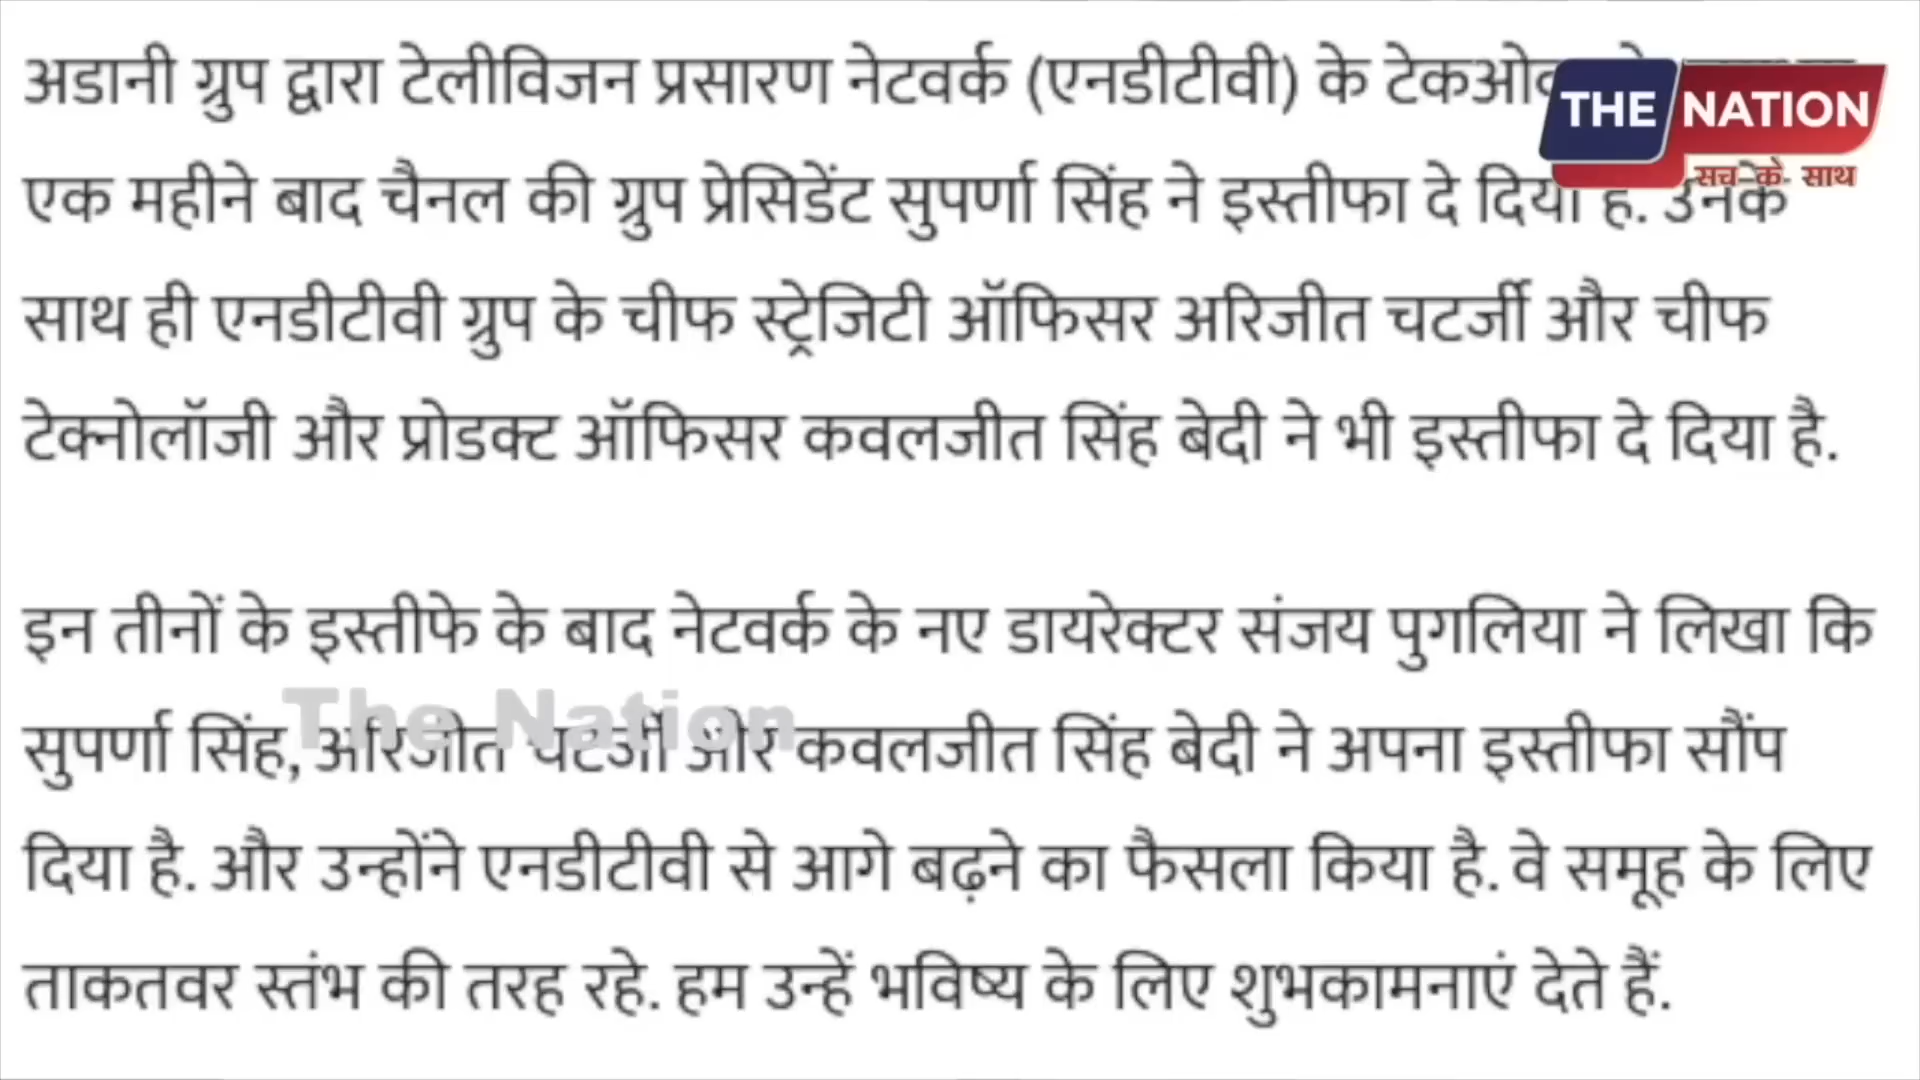 अडानी ग्रुप द्वारा टेलीविजन प्रसारण नेटवर्क (एनडीटीवी) के
THE NATION
सच के साथ
एक महीने बाद चैनल की ग्रुप प्रेसिडेंट सुपर्णा सिंह ने इस्तीफा दे दिया है. उनके
साथ ही एनडीटीवी ग्रुप के चीफ स्ट्रेजिटी ऑफिसर अरिजीत चटर्जी और चीफ
टेक्नोलॉजी और प्रोडक्ट ऑफिसर कवलजीत सिंह बेदी ने भी इस्तीफा दे दिया है.
इन तीनों के इस्तीफे के बाद नेटवर्क के नए डायरेक्टर संजय पुगलिया ने लिखा कि
The Nation
सुपर्णा सिंह, अरिजीत चटर्जी और कवलजीत सिंह बेदी ने अपना इस्तीफा सौंप
दिया है. और उन्होंने एनडीटीवी से आगे बढ़ने का फैसला किया है. वे समूह के लिए
ताकतवर स्तंभ की तरह रहे. हम उन्हें भविष्य के लिए शुभकामनाएं देते हैं.